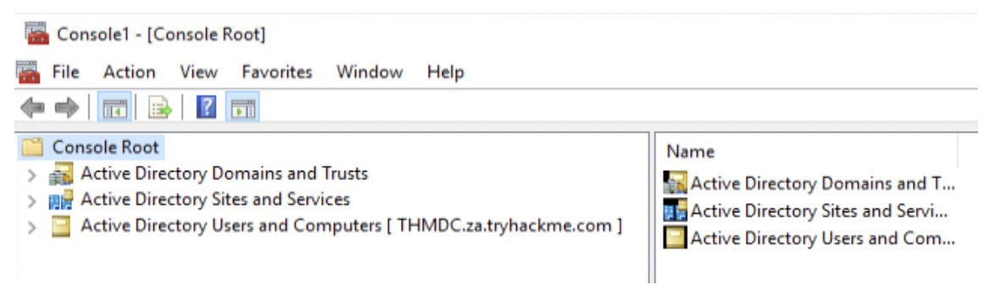 Console1 - [Console Root]
File Action View Favorites Window Help
Console Root
Active Directory Domains and Trusts
Active Directory Sites and Services
Active Directory Users and Computers [ THMDC.za.tryhackme.com ]
Name
Active Directory Domains and T...
Active Directory Sites and Servi...
Active Directory Users and Com...